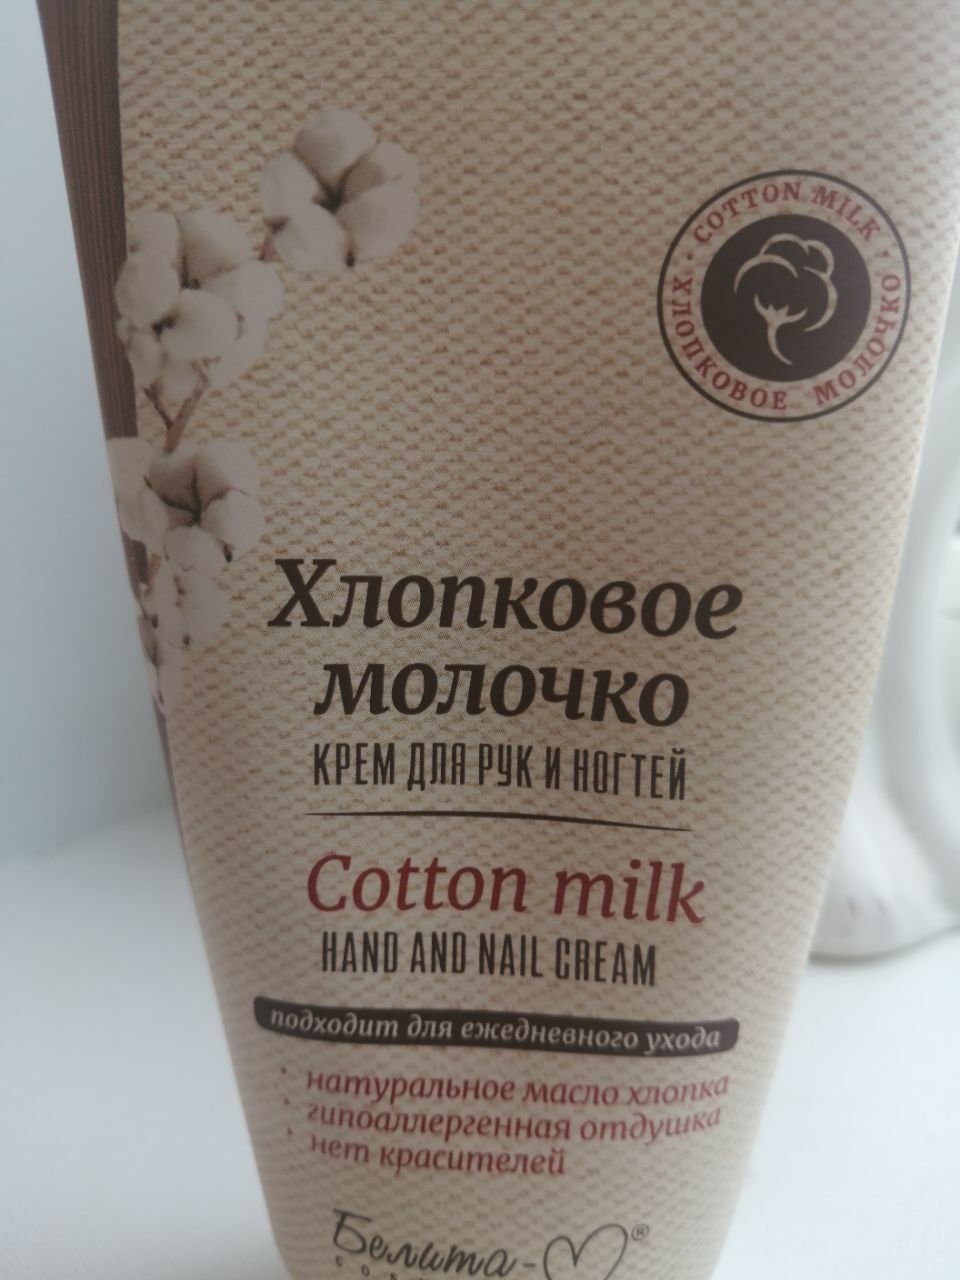 COTTON MILK
ХЛОПКОВОЕ МОЛОЧКО
Хлопковое
молочко
КРЕМ ДЛЯ РУК И НОГТЕЙ
Cotton milk
HAND AND NAIL CREAM
подходит для ежедневного ухода
• натуральное масло хлопка
• гипоаллергенная отдушка
• нет красителей
Белита-М®